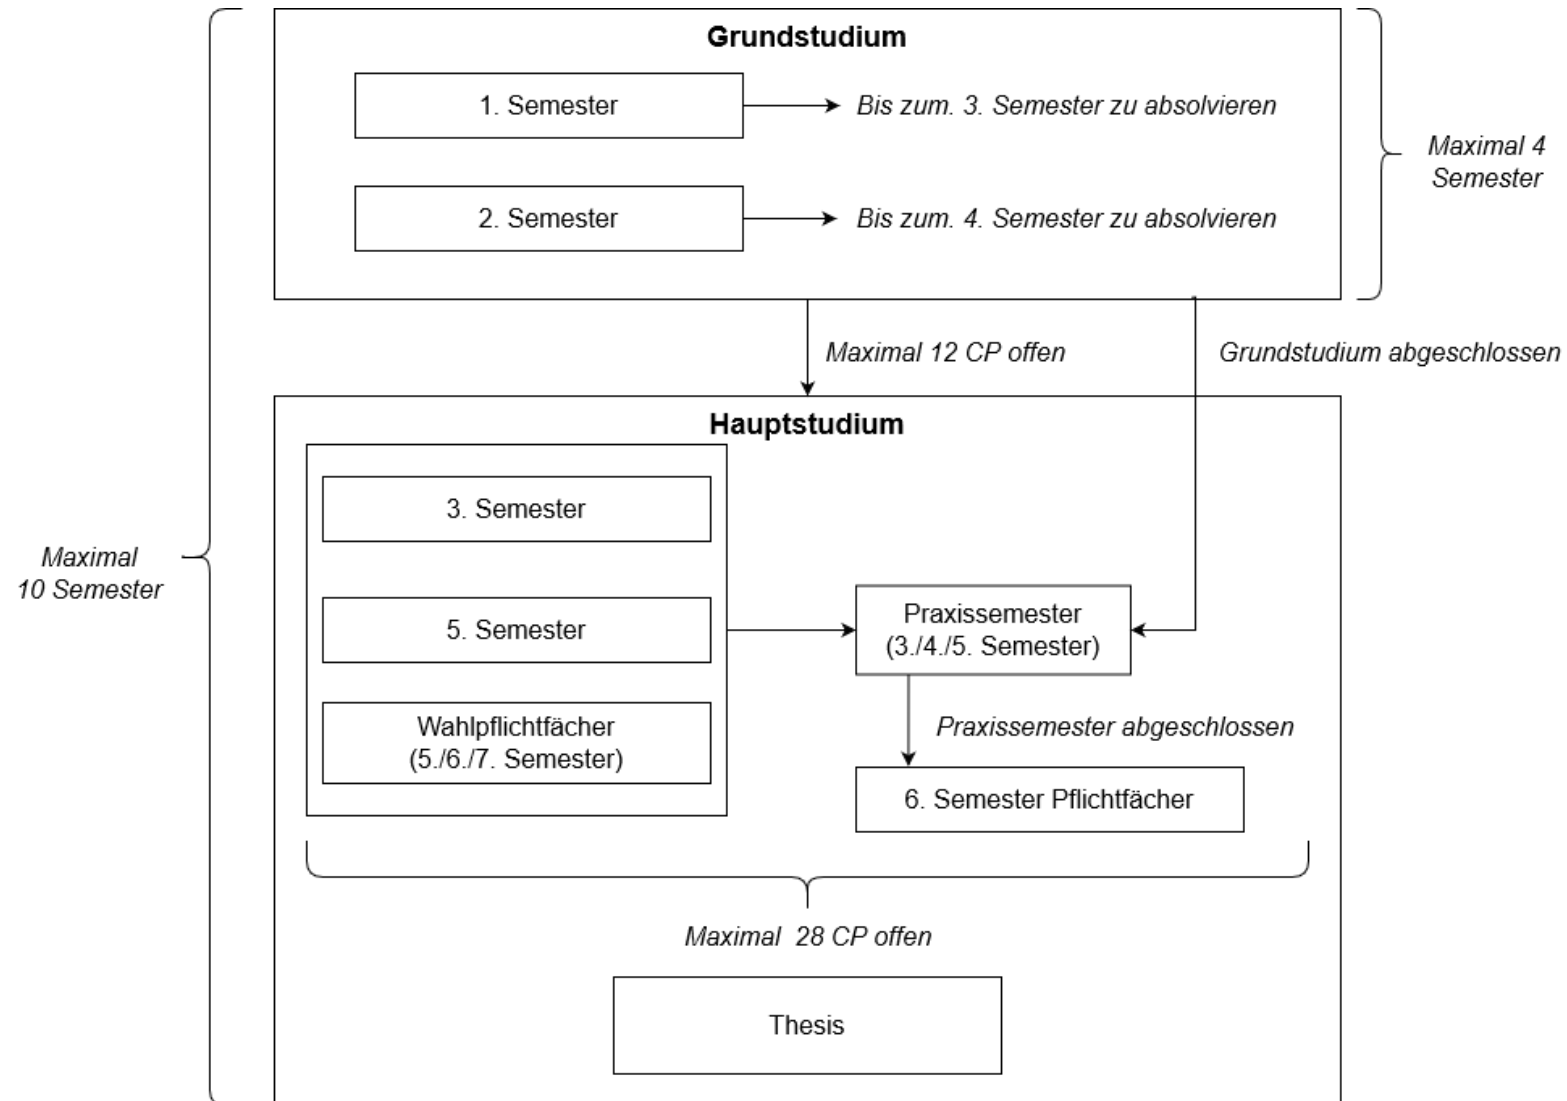 Grundstudium
1. Semester
Bis zum. 3. Semester zu absolvieren
2. Semester
Bis zum. 4. Semester zu absolvieren
Maximal 4
Semester
Maximal 12 CP offen
Grundstudium abgeschlossen
Hauptstudium
3. Semester
Maximal
10 Semester
5. Semester
Praxissemester
(3./4./5. Semester)
Wahlpflichtfächer
(5./6./7. Semester)
Praxissemester abgeschlossen
6. Semester Pflichtfächer
Maximal  28 CP offen
Thesis